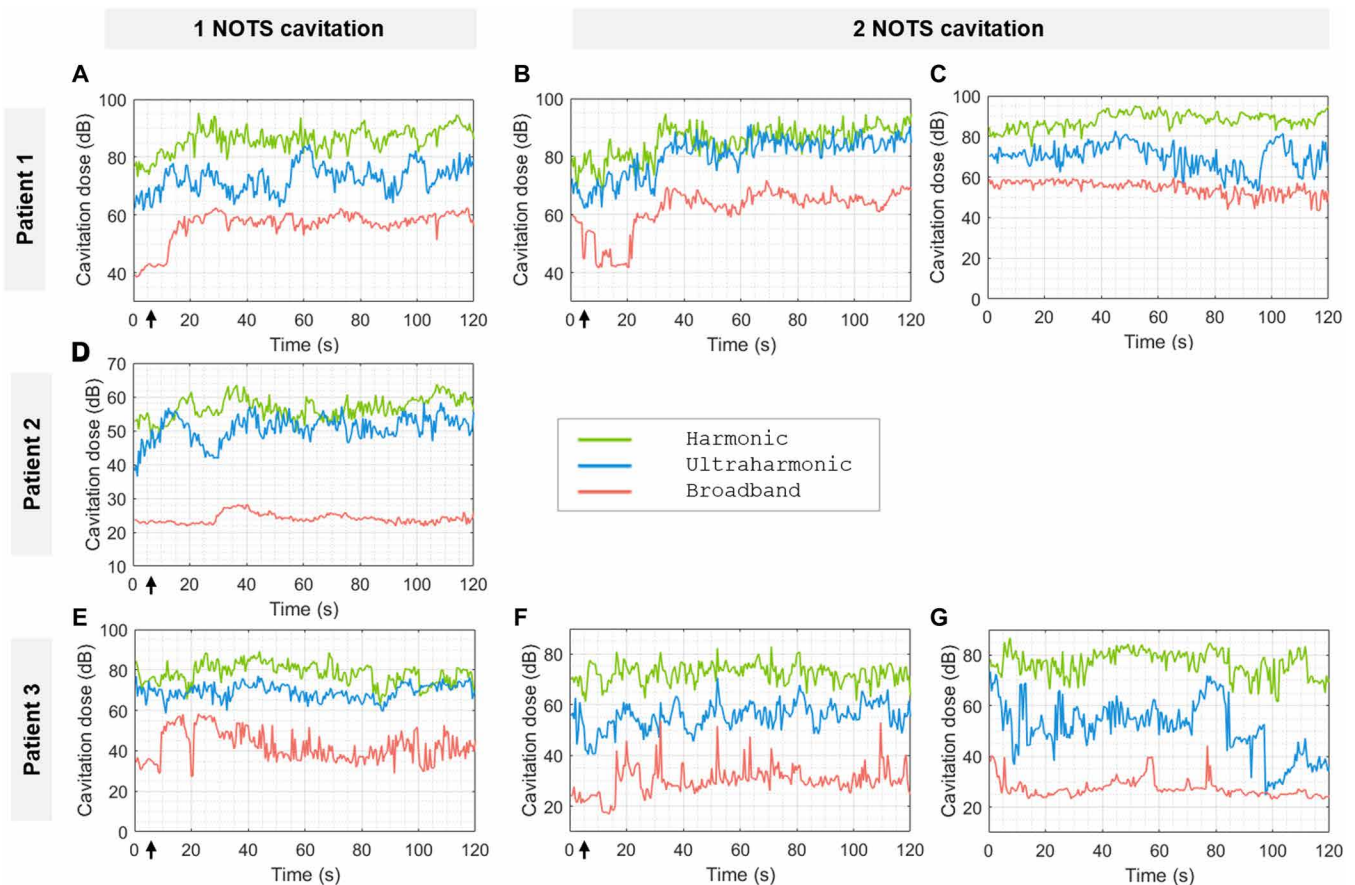 1 NOTS cavitation
2 NOTS cavitation
Patient 1
A
Cavitation dose (dB)
100
80
60
40
0 20 40 60 80 100 120
Time (s)
B
Cavitation dose (dB)
100
80
60
40
0 20 40 60 80 100 120
Time (s)
C
Cavitation dose (dB)
100
80
60
40
20
0
0 20 40 60 80 100 120
Time (s)
Patient 2
D
Cavitation dose (dB)
70
60
50
40
30
20
10
0 20 40 60 80 100 120
Time (s)
Harmonic
Ultraharmonic
Broadband
Patient 3
E
Cavitation dose (dB)
100
80
60
40
20
0
0 20 40 60 80 100 120
Time (s)
F
Cavitation dose (dB)
80
60
40
20
0 20 40 60 80 100 120
Time (s)
G
Cavitation dose (dB)
80
60
40
20
0 20 40 60 80 100 120
Time (s)